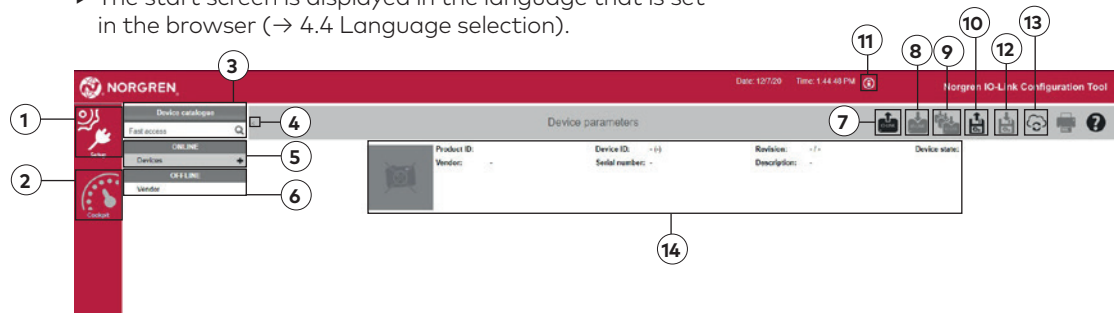 The start screen is displayed in the language that is set
in the browser (→ 4.4 Language selection).
10
11 8 9 12 13
3
NORGREN
Date: 12/7/20 Time: 1:44:48 PM
Norgren IO-Link Configuration Tool
1
Device catalogue
Fast access
4
Device parameters
7
Setup
ONLINE
Devices +
5
Product ID:
Device ID: - (-)
Revision: - / -
Device state:
Vendor: -
Serial number: -
Description: -
2
OFFLINE
Vendor
6
Cockpit
14